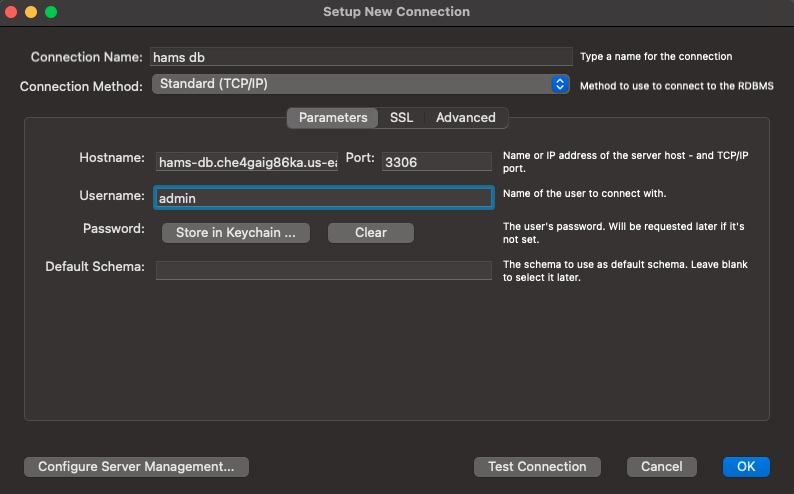 Setup New Connection
Connection Name: hams db Type a name for the connection
Connection Method: Standard (TCP/IP) Method to use to connect to the RDBMS
Parameters SSL Advanced
Hostname: hams-db.che4gaig86ka.us-ea Port: 3306 Name or IP address of the server host - and TCP/IP
port.
Username: admin Name of the user to connect with.
Password: Store in Keychain ... Clear The user's password. Will be requested later if it's
not set.
Default Schema: The schema to use as default schema. Leave blank
to select it later.
Configure Server Management... Test Connection Cancel OK